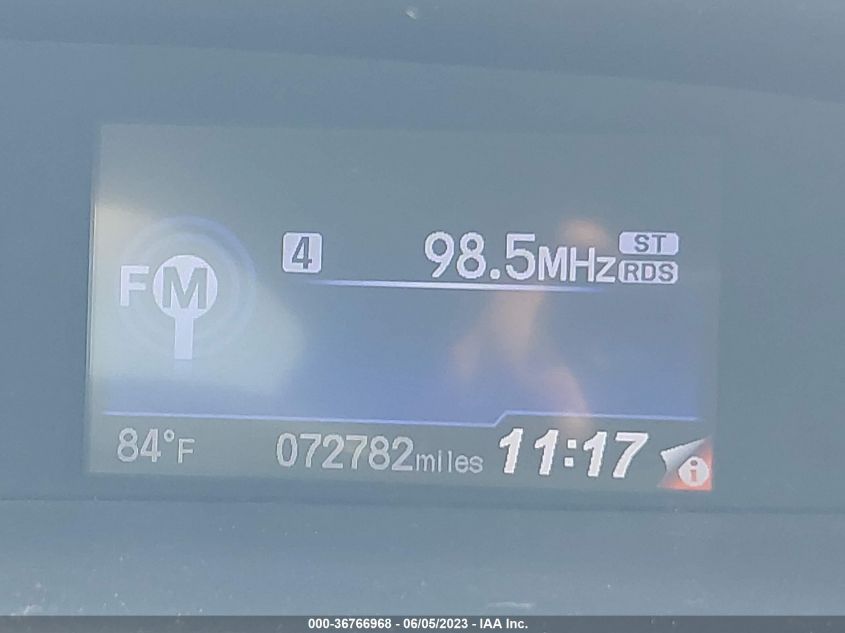 4 98.5MHz ST
FM RDS
84°F 072782miles 11:17 i
000-36766968 - 06/05/2023 - IAA Inc.